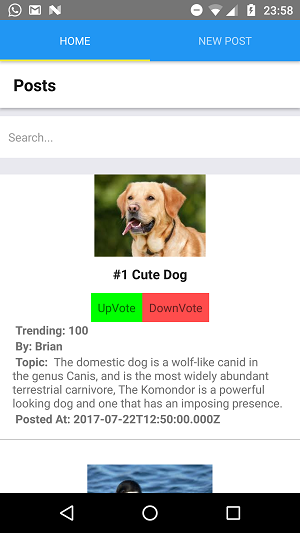 23:58
HOME NEW POST
Posts
Search...
#1 Cute Dog
UpVote DownVote
Trending: 100
By: Brian
Topic: The domestic dog is a wolf-like canid in
the genus Canis, and is the most widely abundant
terrestrial carnivore, The Komondor is a powerful
looking dog and one that has an imposing presence.
Posted At: 2017-07-22T12:50:00.000Z